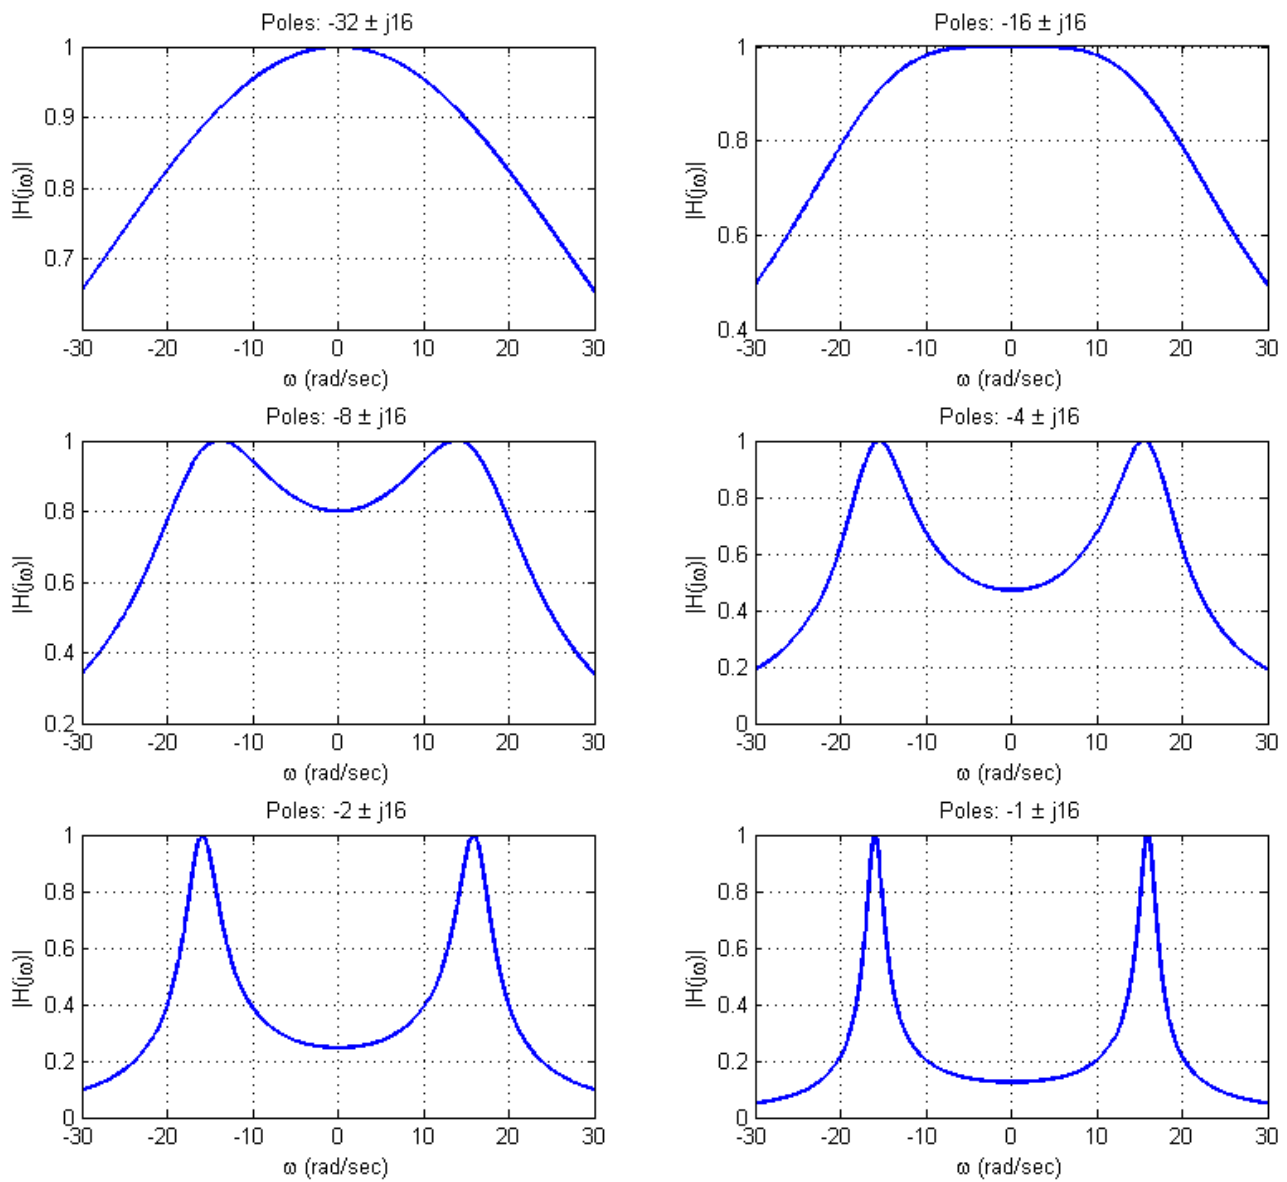 Poles: -32 ± j16
1
0.9
0.8
0.7
|H(jω)|
-30 -20 -10 0 10 20 30
ω (rad/sec)
Poles: -16 ± j16
1
0.8
0.6
0.4
|H(jω)|
-30 -20 -10 0 10 20 30
ω (rad/sec)
Poles: -8 ± j16
1
0.8
0.6
0.4
0.2
|H(jω)|
-30 -20 -10 0 10 20 30
ω (rad/sec)
Poles: -4 ± j16
1
0.8
0.6
0.4
0.2
0
|H(jω)|
-30 -20 -10 0 10 20 30
ω (rad/sec)
Poles: -2 ± j16
1
0.8
0.6
0.4
0.2
0
|H(jω)|
-30 -20 -10 0 10 20 30
ω (rad/sec)
Poles: -1 ± j16
1
0.8
0.6
0.4
0.2
0
|H(jω)|
-30 -20 -10 0 10 20 30
ω (rad/sec)